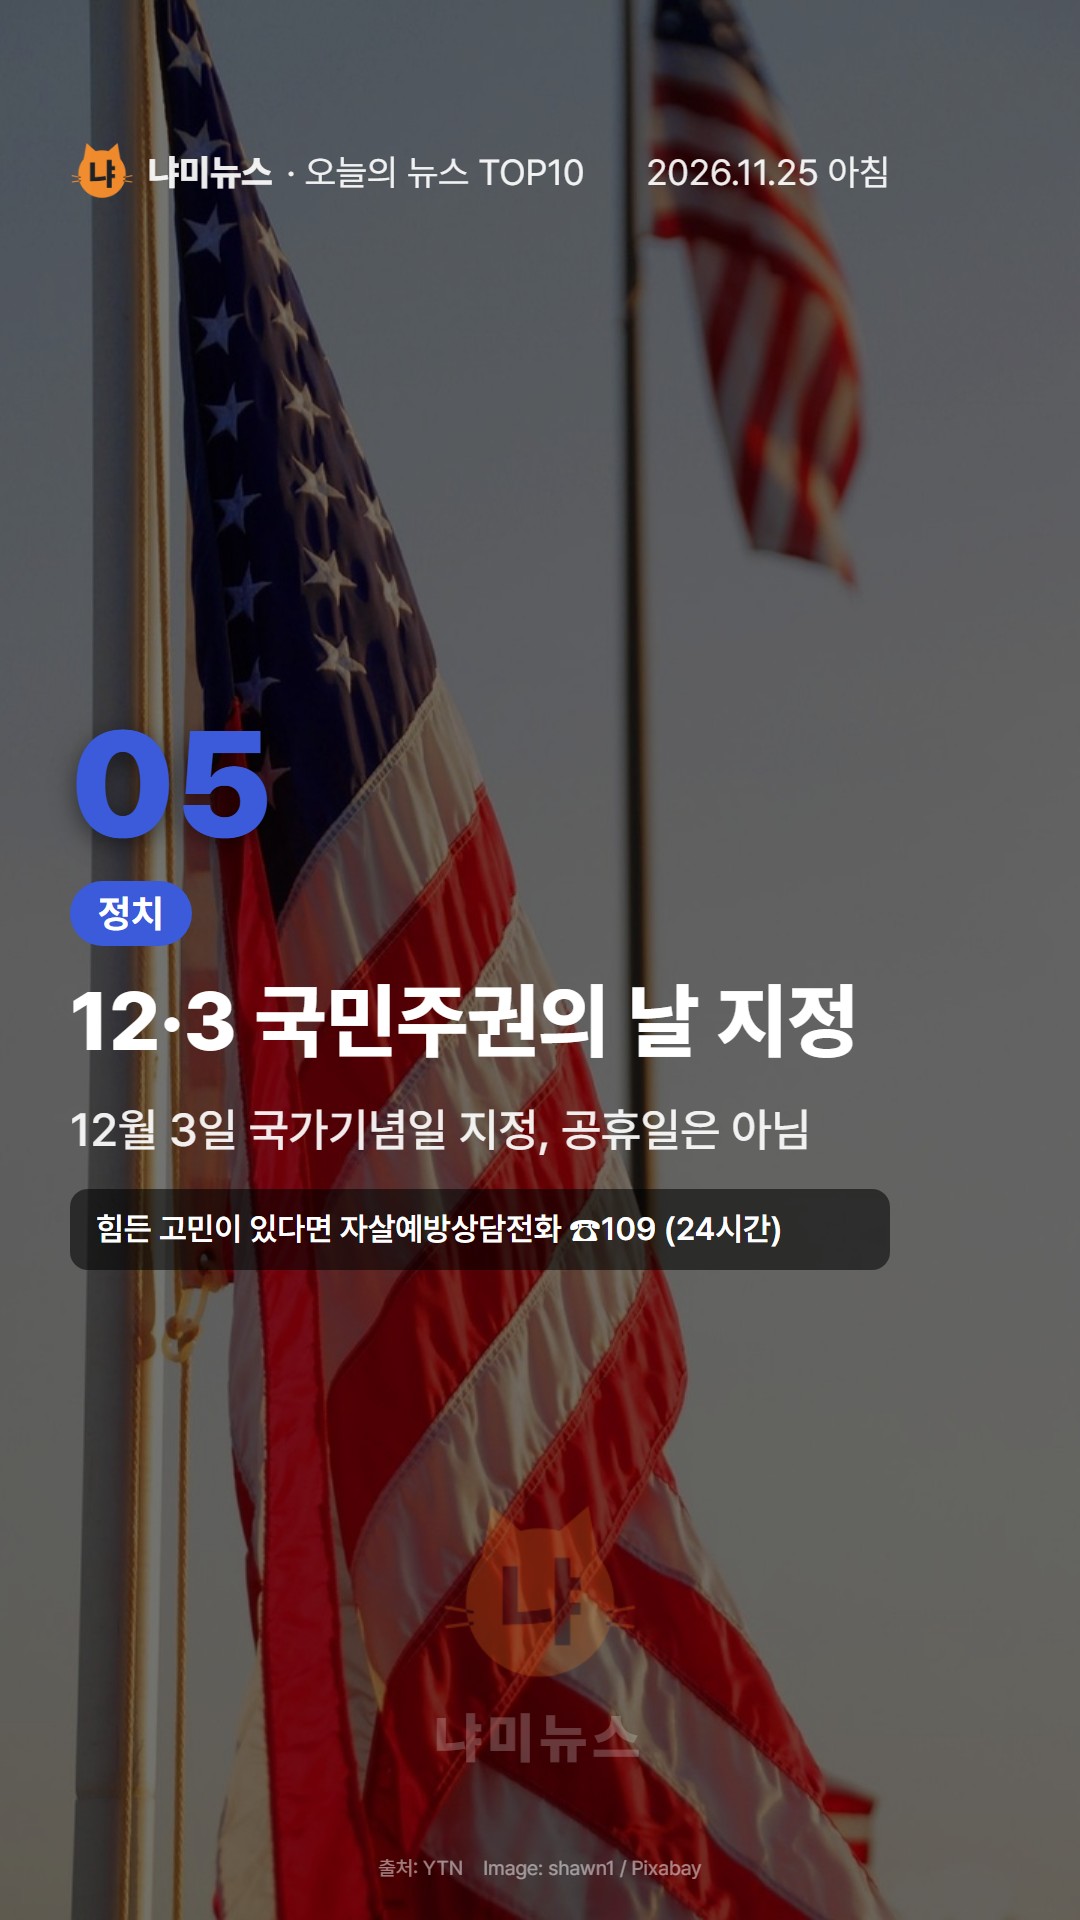 냐 냐미뉴스 · 오늘의 뉴스 TOP10 2026.11.25 아침
05
정치
12·3 국민주권의 날 지정
12월 3일 국가기념일 지정, 공휴일은 아님
힘든 고민이 있다면 자살예방상담전화 ☎109 (24시간)
냐
냐미뉴스
출처: YTN Image: shawn1 / Pixabay